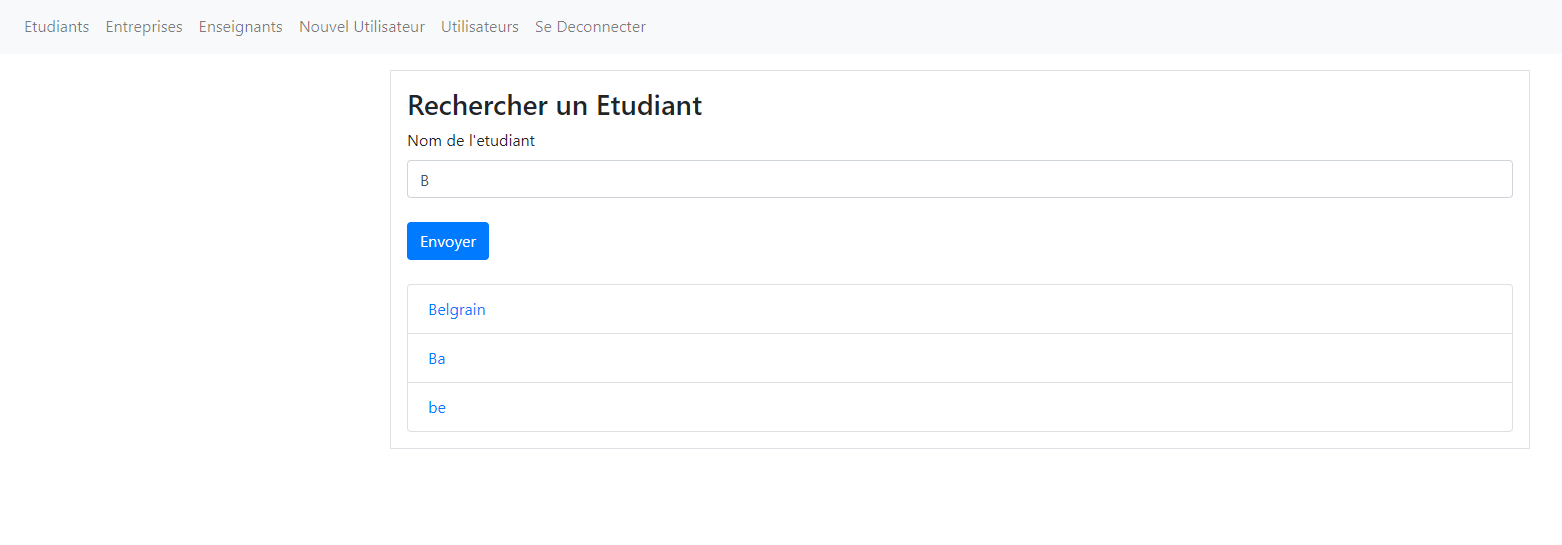 Etudiants Entreprises Enseignants Nouvel Utilisateur Utilisateurs Se Deconnecter
Rechercher un Etudiant
Nom de l'etudiant
B
Envoyer
Belgrain
Ba
be